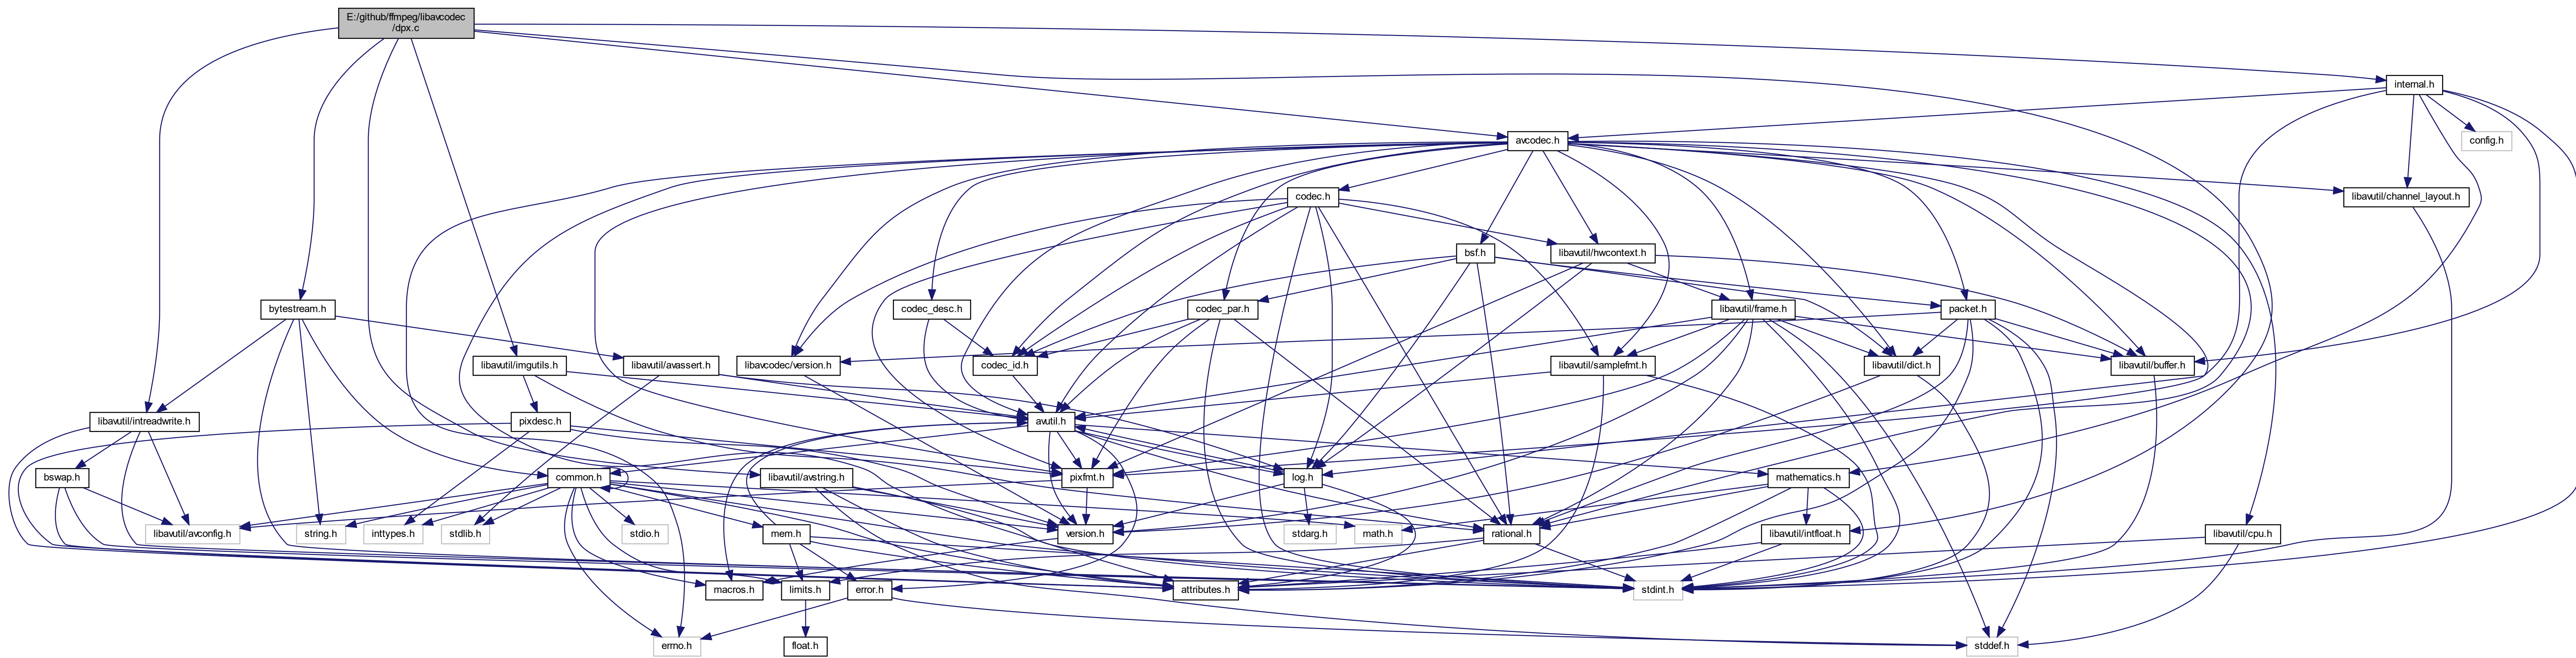 E:/github/ffmpeg/libavcodec
/dpx.c
internal.h
avcodec.h
config.h
codec.h
libavutil/channel_layout.h
bsf.h
libavutil/hwcontext.h
bytestream.h
codec_desc.h
codec_par.h
libavutil/frame.h
packet.h
libavutil/imgutils.h
libavutil/avassert.h
libavcodec/version.h
codec_id.h
libavutil/samplefmt.h
libavutil/dict.h
libavutil/buffer.h
libavutil/intreadwrite.h
pixdesc.h
avutil.h
bswap.h
common.h
libavutil/avstring.h
pixfmt.h
log.h
mathematics.h
libavutil/avconfig.h
string.h
inttypes.h
stdlib.h
stdio.h
mem.h
version.h
stdarg.h
math.h
rational.h
libavutil/intfloat.h
libavutil/cpu.h
macros.h
limits.h
error.h
attributes.h
stdint.h
errno.h
float.h
stddef.h